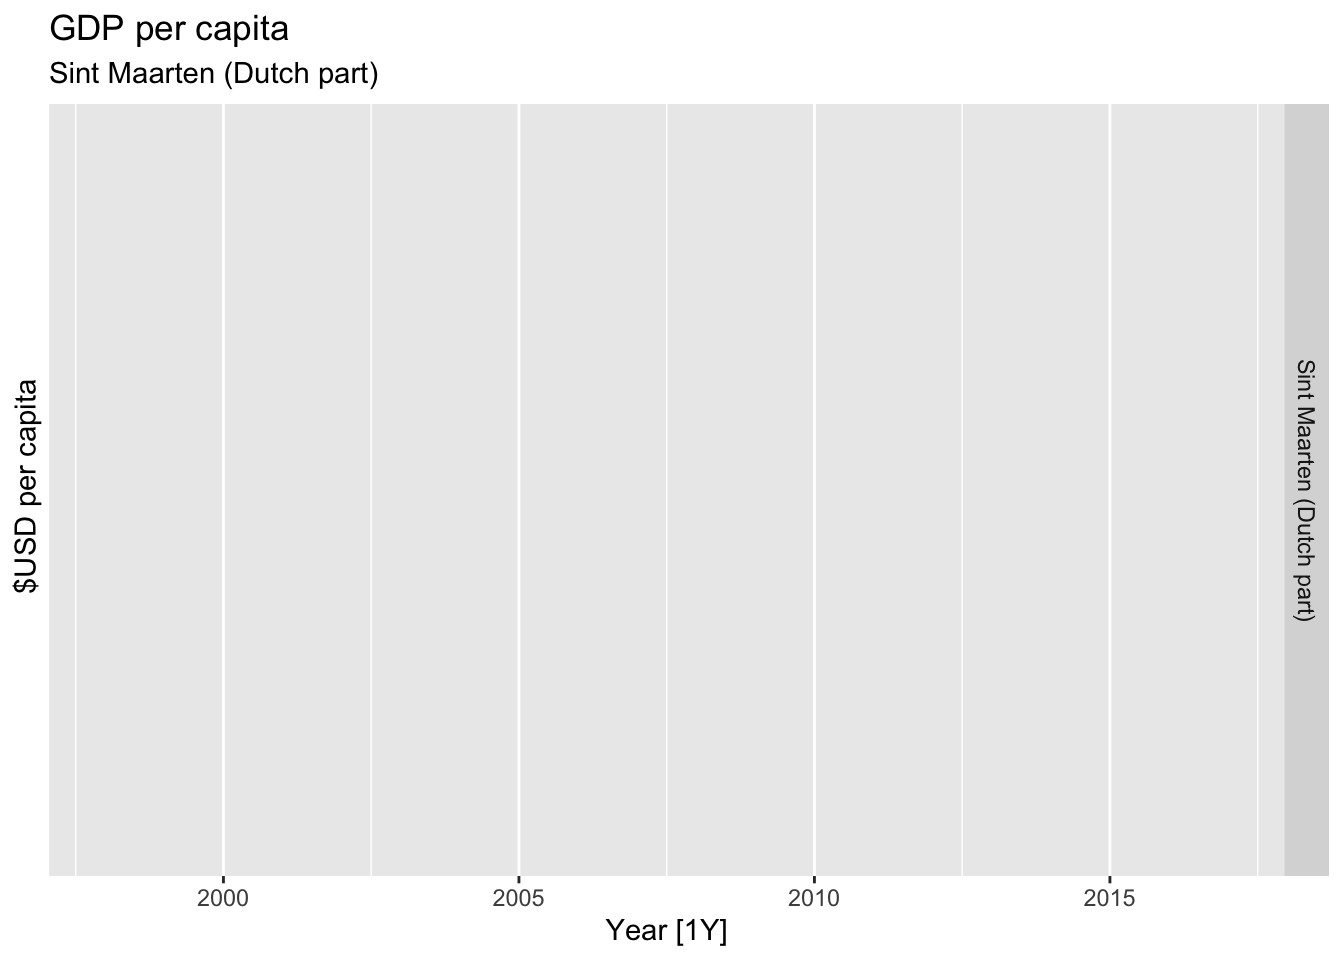 GDP per capita
Sint Maarten (Dutch part)
$USD per capita
Sint Maarten (Dutch part)
2000 2005 2010 2015
Year [1Y]